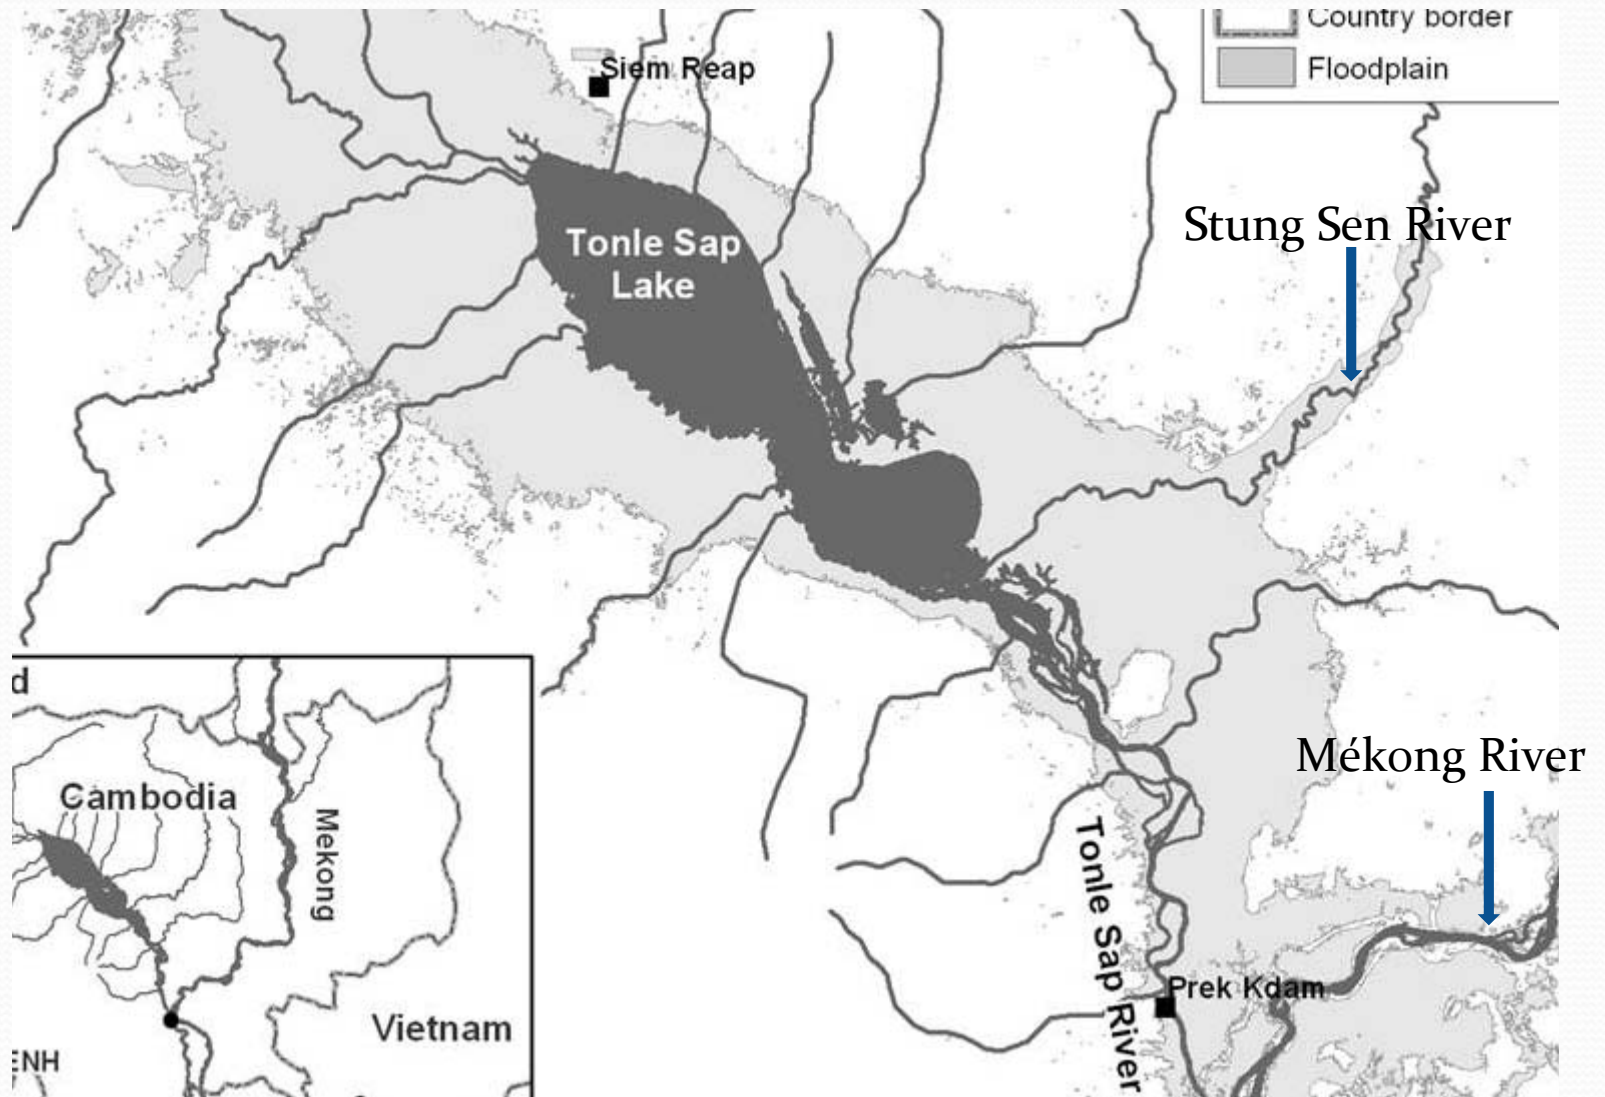 Country border
Floodplain
Siem Reap
Stung Sen River
Tonle Sap
Lake
Mékong River
d
Cambodia
Mekong
Tonle Sap River
Prek Kdam
Vietnam
ENH